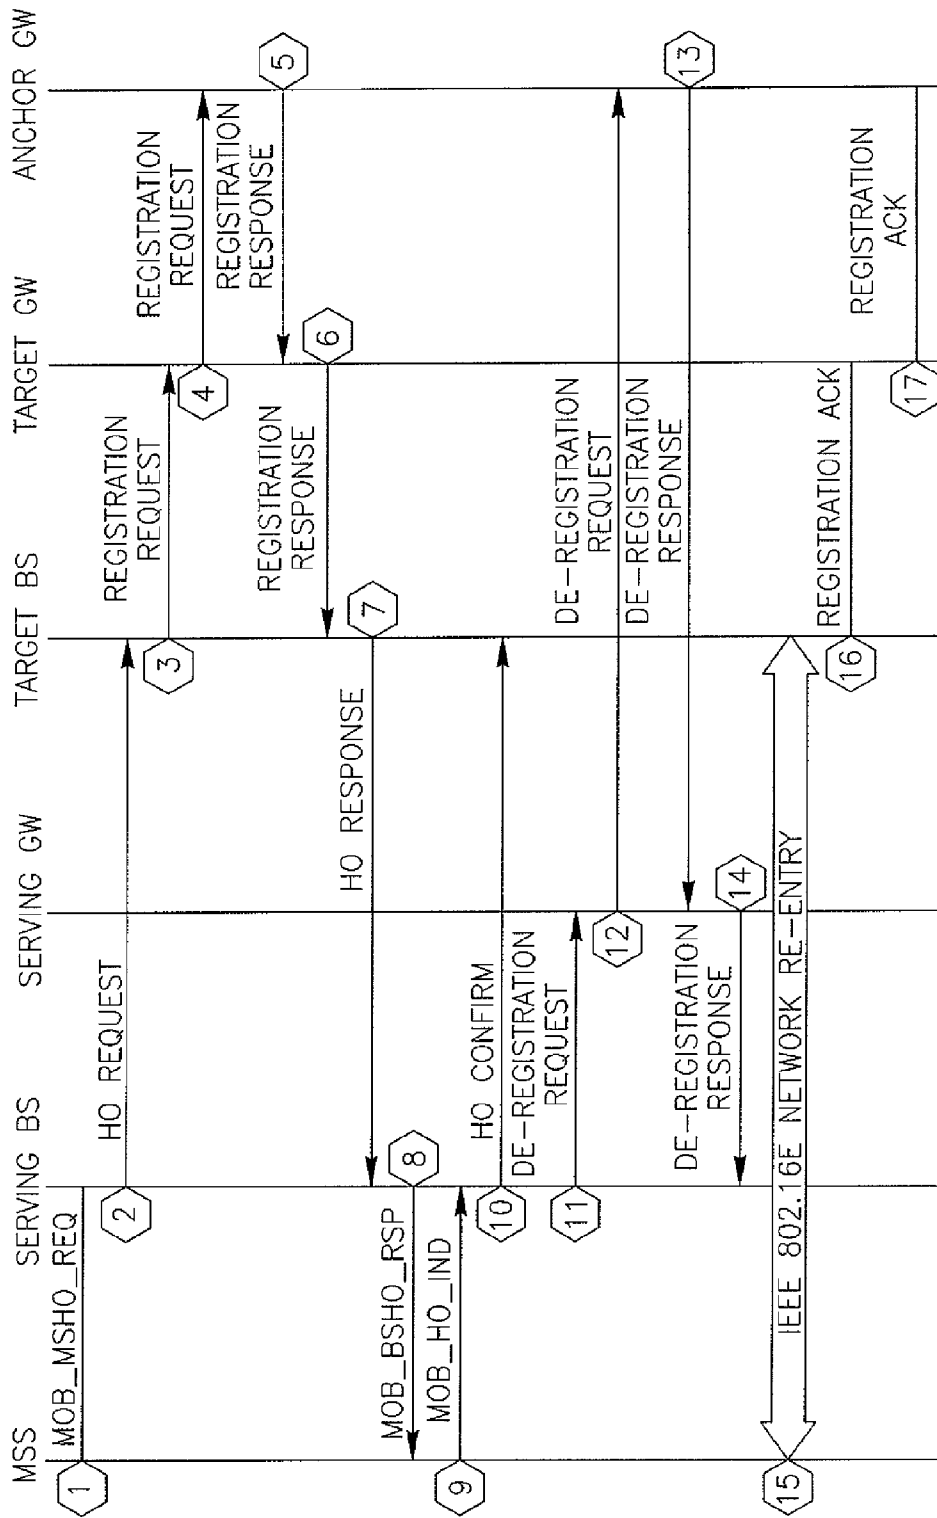 MSS
SERVING BS
SERVING GW
TARGET BS
TARGET GW
ANCHOR GW
1
MOB_MSHO_REQ
2
HO REQUEST
3
REGISTRATION
REQUEST
4
REGISTRATION
REQUEST
5
REGISTRATION
RESPONSE
6
REGISTRATION
RESPONSE
7
HO RESPONSE
8
MOB_BSHO_RSP
9
MOB_HO_IND
10
HO CONFIRM
11
DE-REGISTRATION
REQUEST
12
DE-REGISTRATION
REQUEST
13
DE-REGISTRATION
RESPONSE
14
DE-REGISTRATION
RESPONSE
15
IEEE 802.16E NETWORK RE-ENTRY
16
REGISTRATION ACK
17
REGISTRATION
ACK